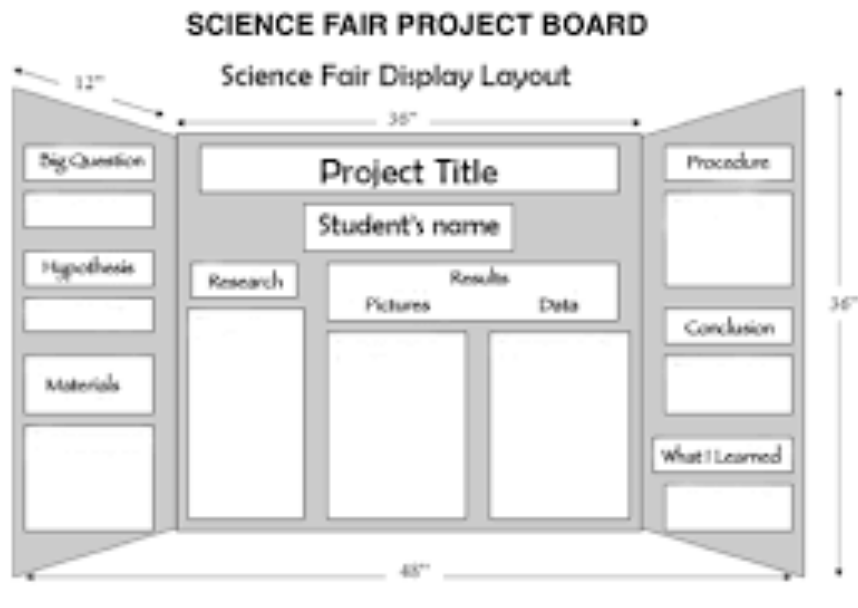 SCIENCE FAIR PROJECT BOARD
Science Fair Display Layout
12"
36"
Big Question
Project Title
Procedure
Student's name
Hypothesis
Research
Results
Pictures Data
36"
Conclusion
Materials
What I Learned
48"